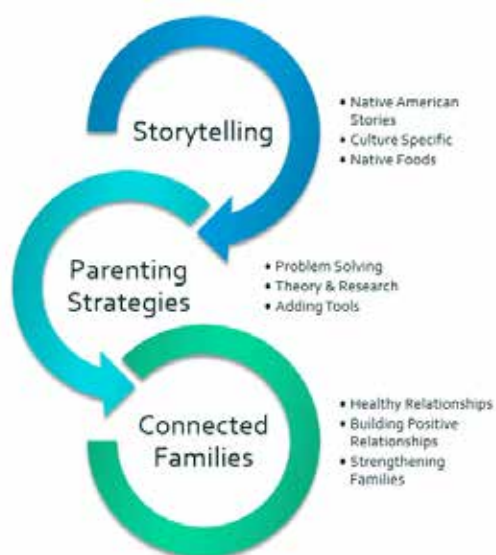 Storytelling
• Native American
Stories
• Culture Specific
• Native Foods
Parenting
Strategies
• Problem Solving
• Theory & Research
• Adding Tools
Connected
Families
• Healthy Relationships
• Building Positive
Relationships
• Strengthening
Families